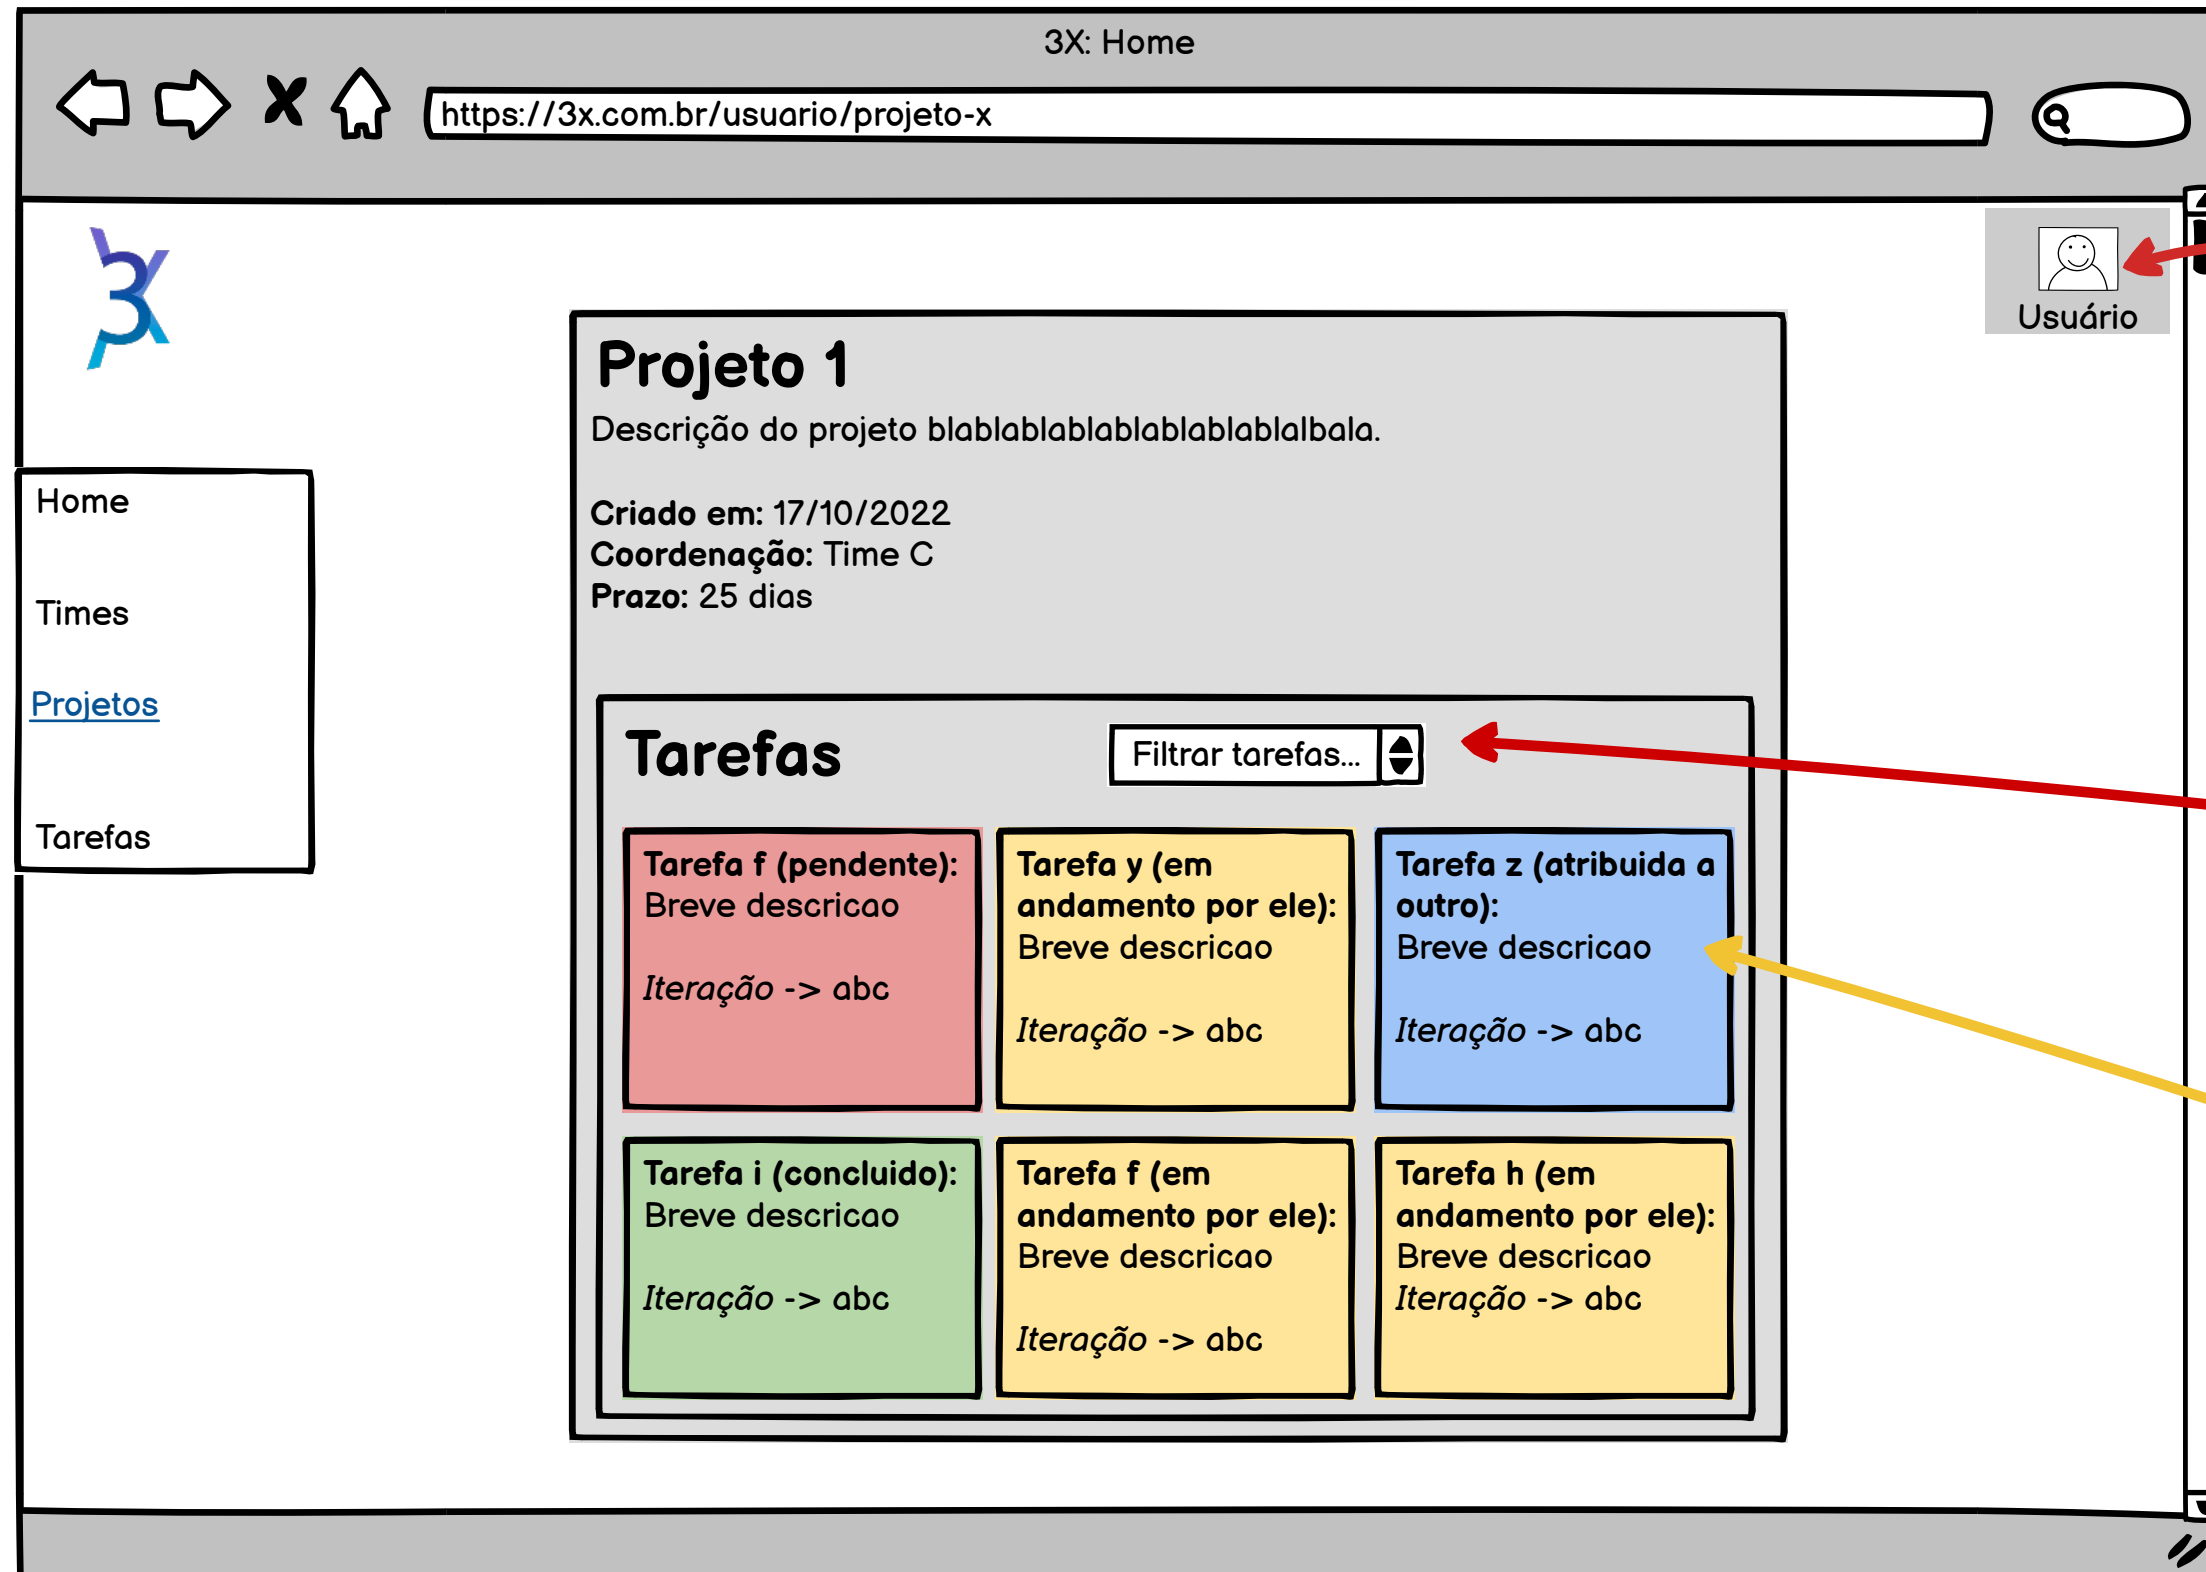 3X: Home
https://3x.com.br/usuario/projeto-x
3X
Usuário
Home
Times
Projetos
Tarefas
Projeto 1
Descrição do projeto blablablablablablablablalbala.
Criado em: 17/10/2022
Coordenação: Time C
Prazo: 25 dias
Tarefas
Filtrar tarefas...
Tarefa f (pendente):
Breve descricao
Iteração -> abc
Tarefa y (em
andamento por ele):
Breve descricao
Iteração -> abc
Tarefa z (atribuida a
outro):
Breve descricao
Iteração -> abc
Tarefa i (concluido):
Breve descricao
Iteração -> abc
Tarefa f (em
andamento por ele):
Breve descricao
Iteração -> abc
Tarefa h (em
andamento por ele):
Breve descricao
Iteração -> abc